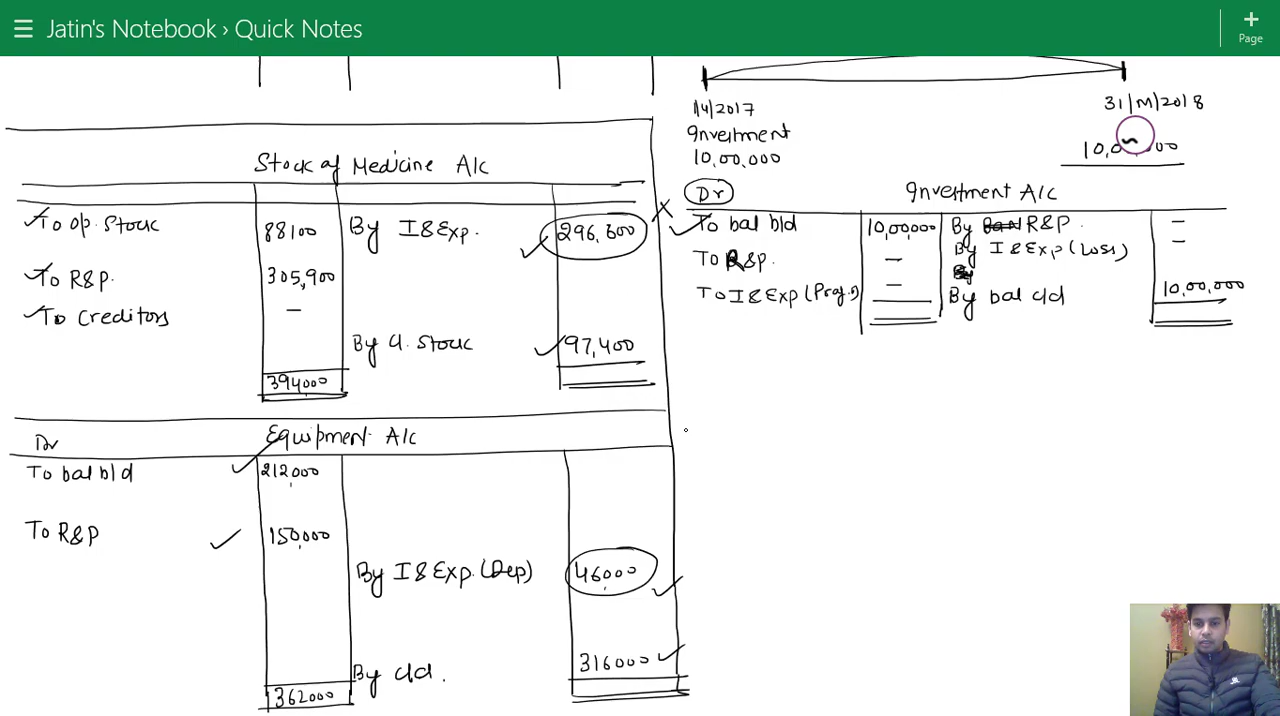 Jatin's Notebook › Quick Notes
Page
1/4/2017
Investment
10,00,000
31/M/2018
Stock of Medicine A/c
To op. Stock 88100 By I & Exp. 296,600
To R&P. 305,900
To Creditors –
By Cl. Stock 97,400
394000
Dr Investment A/c
To bal b/d 10,00,000 By R&P. –
To R&P. – By I & Exp (Loss) –
To I & Exp (Profit) –
By bal c/d 10,00,000
Dr Equipment A/c
To bal b/d 212,000
To R&P 150,000
By I & Exp. (Dep) 46000
By c/d. 316000
362000